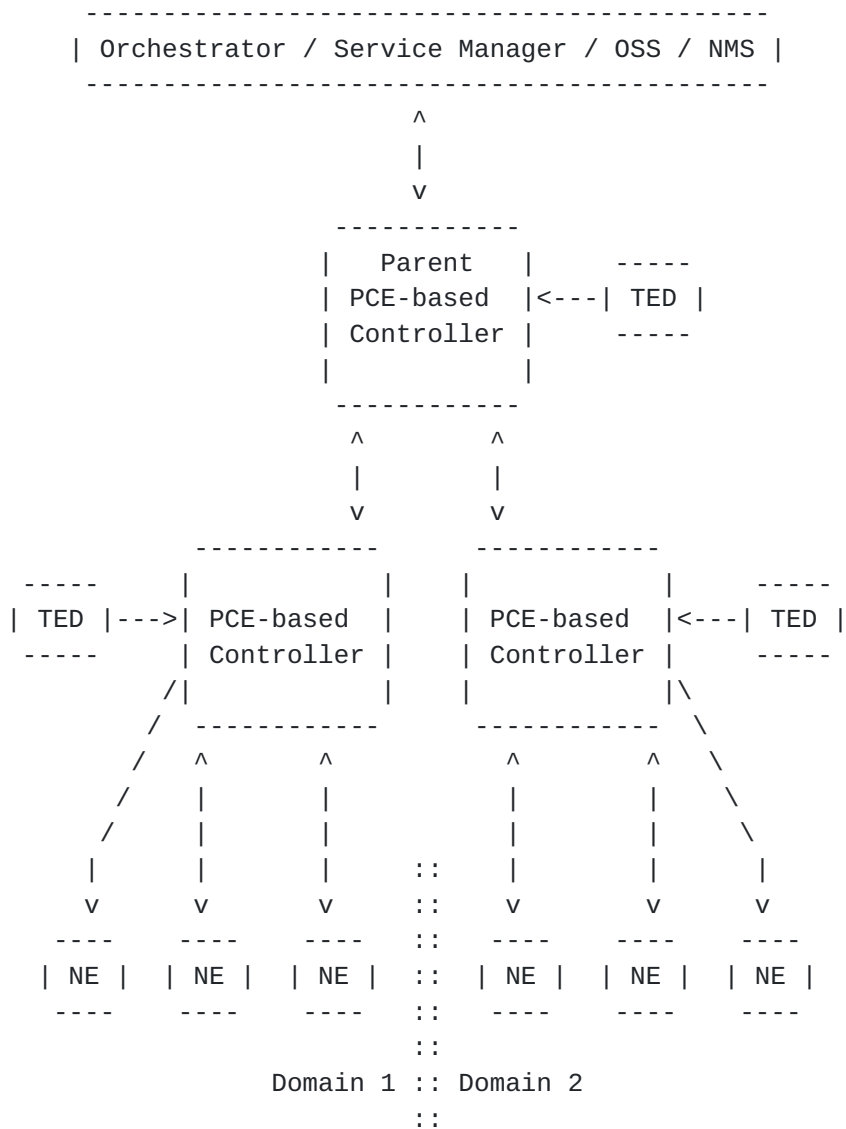 Orchestrator / Service Manager / OSS / NMS
Parent
PCE-based TED
Controller
TED PCE-based PCE-based TED
Controller Controller
NE NE NE NE NE NE
Domain 1 :: Domain 2